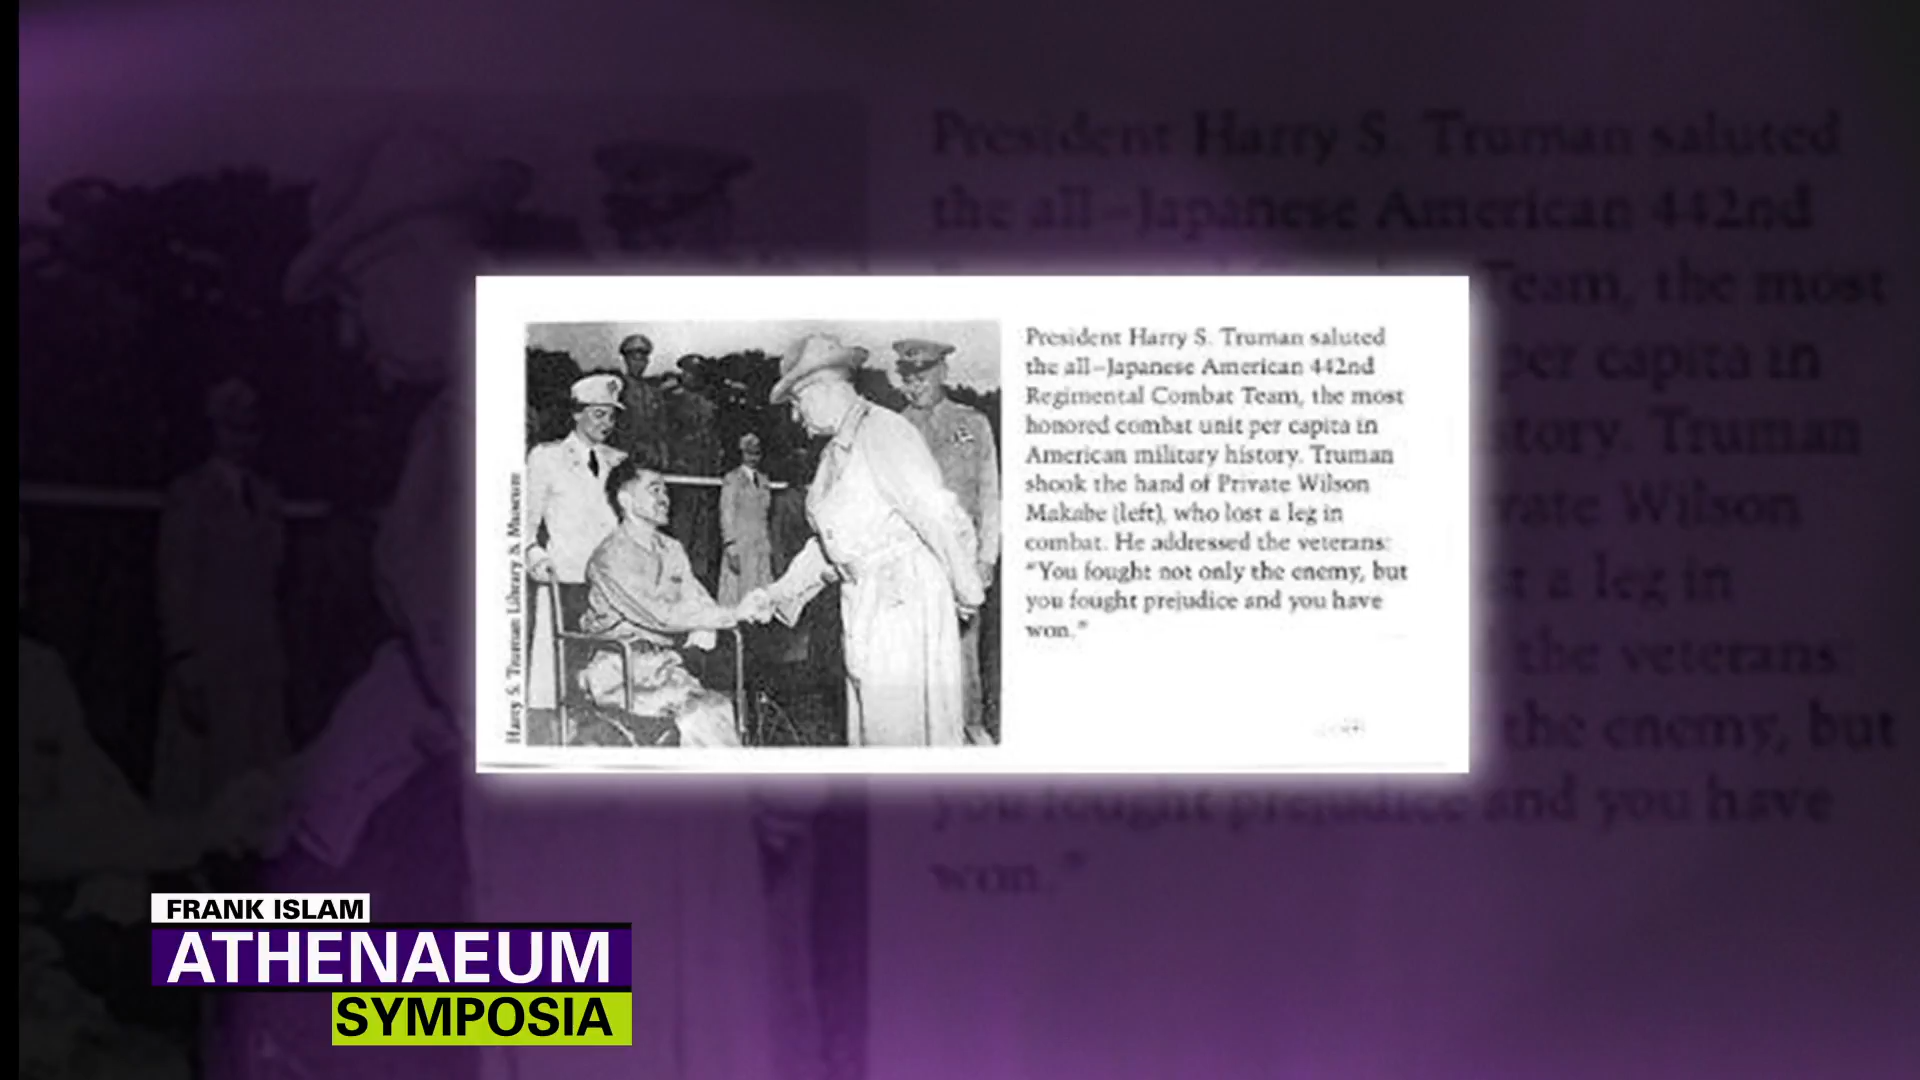 President Harry S. Truman saluted
the all-Japanese American 442nd
Regimental Combat Team, the most
honored combat unit per capita in
American military history. Truman
shook the hand of Private Wilson
Makabe (left), who lost a leg in
combat. He addressed the veterans:
"You fought not only the enemy, but
you fought prejudice and you have
won."
Harry S. Truman Library & Museum
FRANK ISLAM
ATHENAEUM
SYMPOSIA